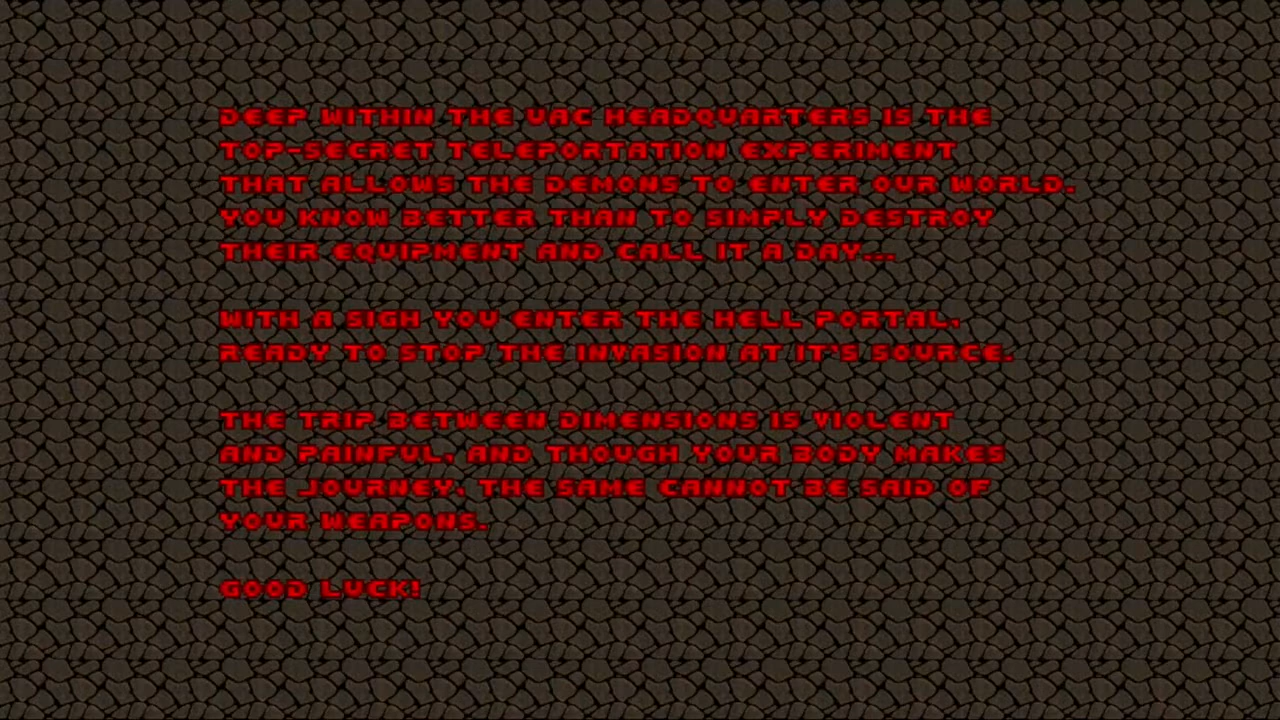 DEEP WITHIN THE UAC HEADQUARTERS IS THE
TOP-SECRET TELEPORTATION EXPERIMENT
THAT ALLOWS THE DEMONS TO ENTER OUR WORLD.
YOU KNOW BETTER THAN TO SIMPLY DESTROY
THEIR EQUIPMENT AND CALL IT A DAY...
WITH A SIGH YOU ENTER THE HELL PORTAL,
READY TO STOP THE INVASION AT IT'S SOURCE.
THE TRIP BETWEEN DIMENSIONS IS VIOLENT
AND PAINFUL, AND THOUGH YOUR BODY MAKES
THE JOURNEY, THE SAME CANNOT BE SAID OF
YOUR WEAPONS.
GOOD LUCK!